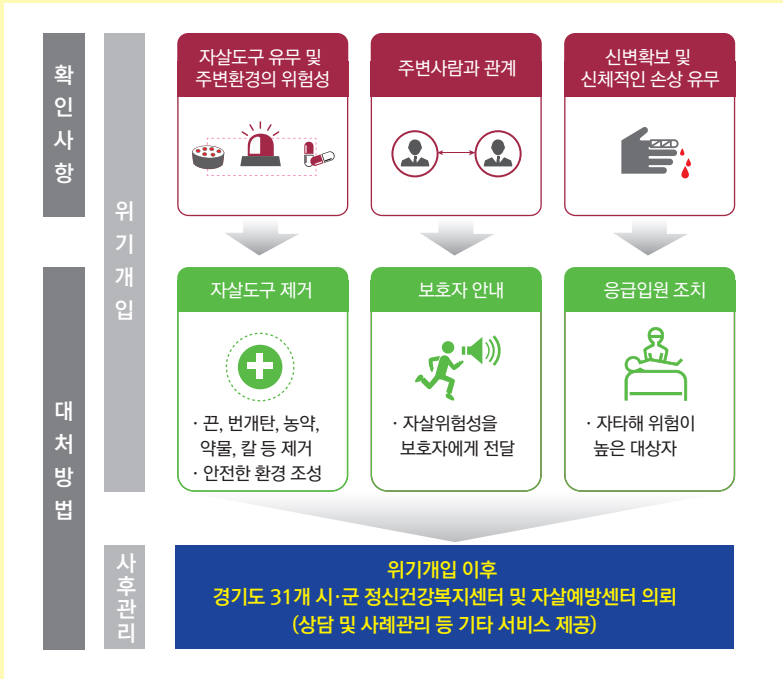 확인사항
위기개입
자살도구 유무 및
주변환경의 위험성
주변사람과 관계
신변확보 및
신체적인 손상 유무
대처방법
자살도구 제거
· 끈, 번개탄, 농약,
약물, 칼 등 제거
· 안전한 환경 조성
보호자 안내
· 자살위험성을
보호자에게 전달
응급입원 조치
· 자타해 위험이
높은 대상자
사후관리
위기개입 이후
경기도 31개 시·군 정신건강복지센터 및 자살예방센터 의뢰
(상담 및 사례관리 등 기타 서비스 제공)